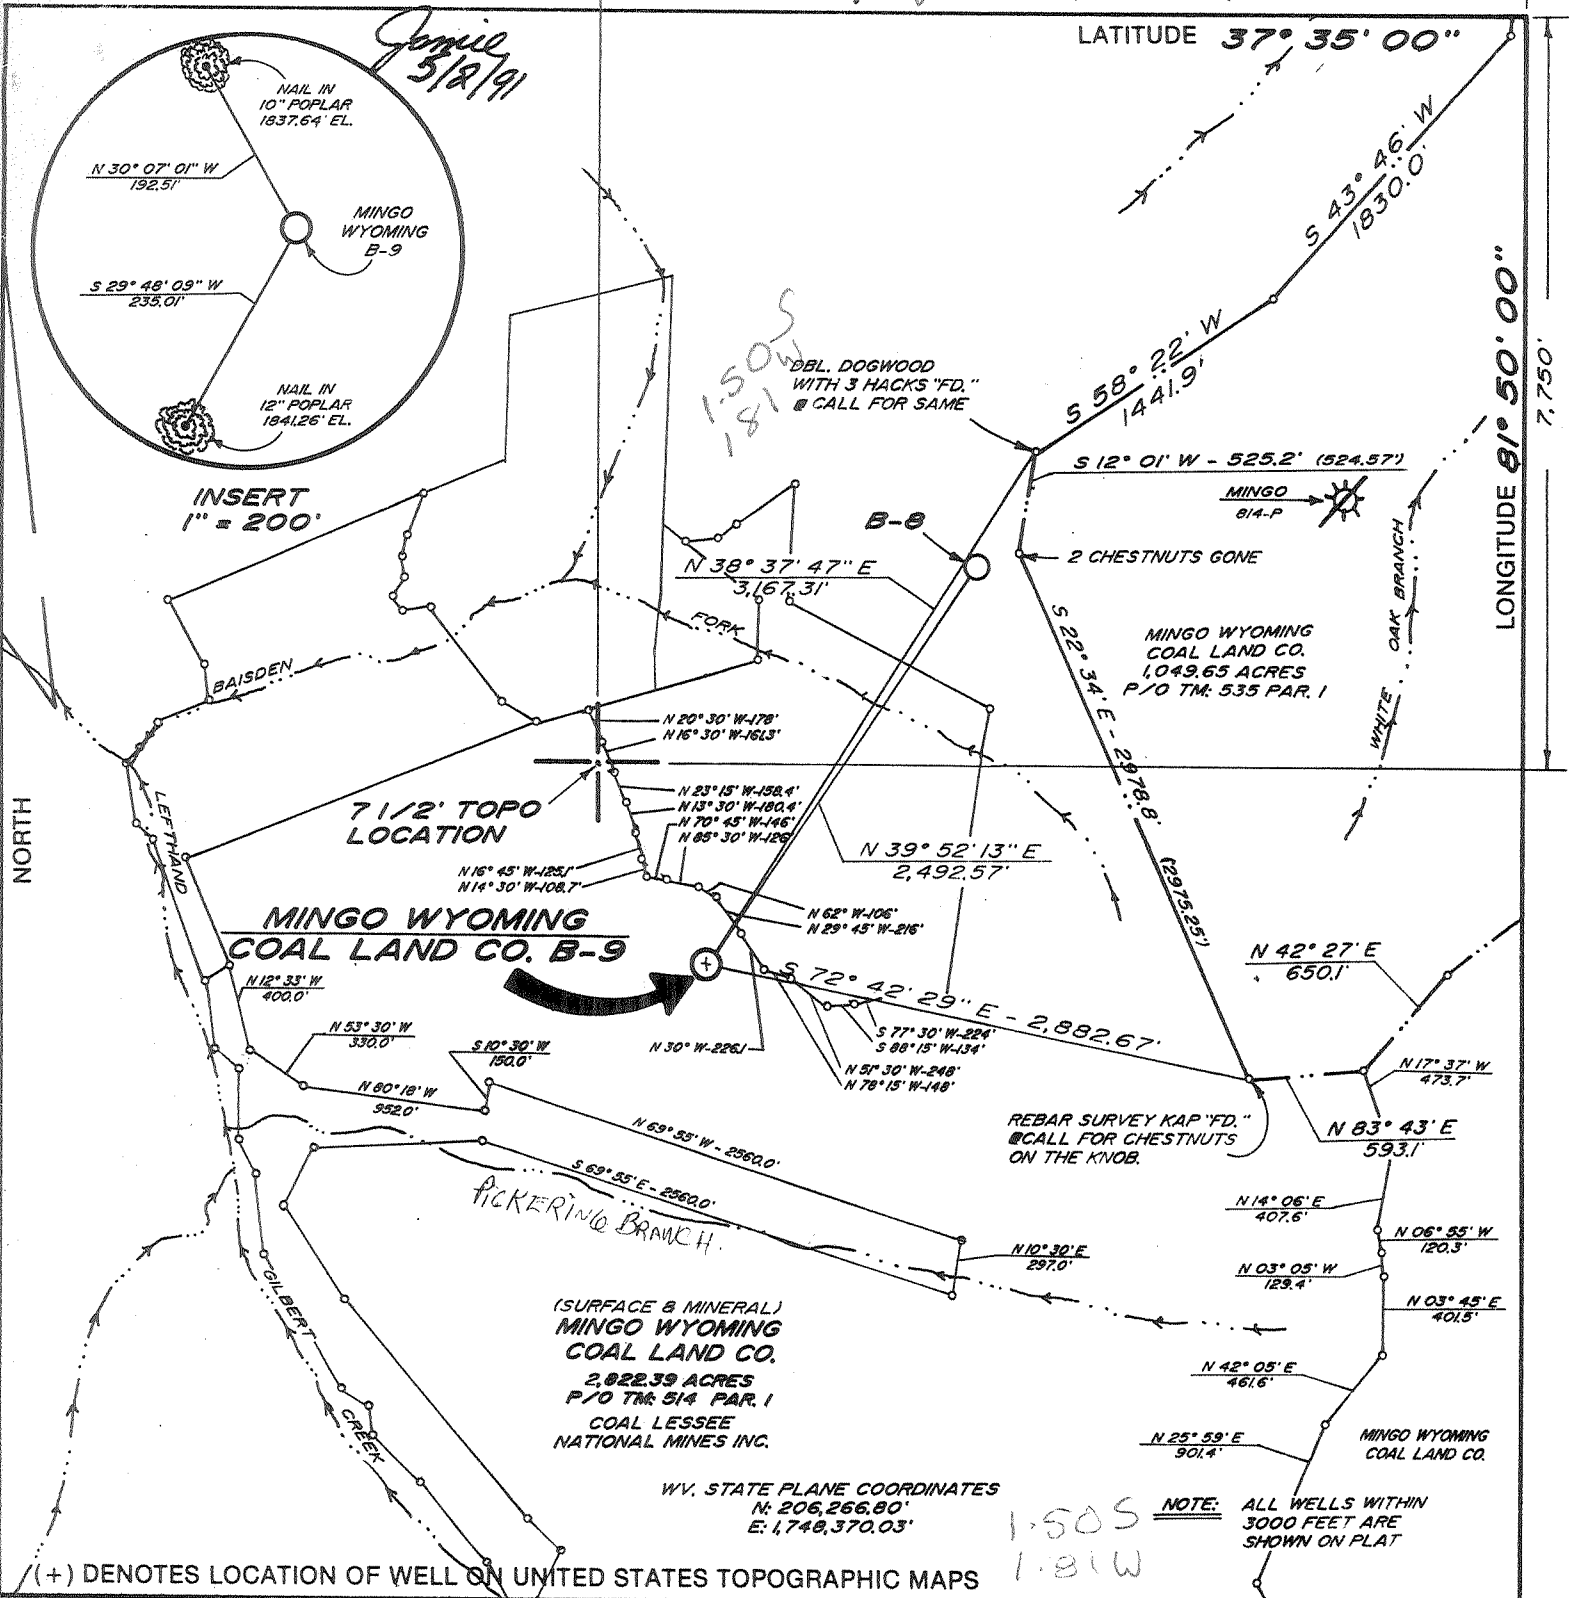 Jamie
5/8/91
LATITUDE 37° 35' 00"
NAIL IN
10" POPLAR
1837.64' EL.
N 30° 07' 01" W
192.51'
MINGO
WYOMING
B-9
S 29° 48' 09" W
235.01'
NAIL IN
12" POPLAR
1841.26' EL.
INSERT
1" = 200'
S 43° 46' W
1830.0'
LONGITUDE 81° 50' 00"
7,750'
1.50 S
1.81 W
DBL. DOGWOOD
WITH 3 HACKS "FD."
@ CALL FOR SAME
S 58° 22' W
1441.9'
S 12° 01' W - 525.2' (524.57')
MINGO
814-P
B-8
2 CHESTNUTS GONE
N 38° 37' 47" E
3,167.31'
FORK
BAISDEN
S 22° 34' E - 2978.8'
(2975.25')
MINGO WYOMING
COAL LAND CO.
1,049.65 ACRES
P/O TM: 535 PAR. 1
WHITE OAK BRANCH
N 20° 30' W-178'
N 16° 30' W-161.3'
N 23° 15' W-158.4'
N 13° 30' W-180.4'
N 70° 45' W-146'
N 85° 30' W-126'
7 1/2' TOPO
LOCATION
NORTH
LEFTHAND
N 16° 45' W-125.1'
N 14° 30' W-108.7'
N 39° 52' 13" E
2,492.57'
N 62° W-106'
N 29° 45' W-216'
MINGO WYOMING
COAL LAND CO. B-9
N 42° 27' E
650.1'
S 72° 42' 29" E - 2,882.67'
N 12° 33' W
400.0'
N 53° 30' W
330.0'
S 10° 30' W
150.0'
N 30° W-226.1
S 77° 30' W-224'
S 88° 15' W-134'
N 51° 30' W-248'
N 78° 15' W-148'
N 80° 18' W
952.0'
N 17° 37' W
473.7'
REBAR SURVEY KAP "FD."
@CALL FOR CHESTNUTS
ON THE KNOB.
N 83° 43' E
593.1'
N 69° 55' W - 2560.0'
S 69° 55' E - 2560.0'
PICKERING BRANCH.
N 14° 06' E
407.6'
N 06° 55' W
120.3'
N 10° 30' E
297.0'
N 03° 05' W
129.4'
N 03° 45' E
401.5'
GILBERT
CREEK
(SURFACE & MINERAL)
MINGO WYOMING
COAL LAND CO.
2,822.39 ACRES
P/O TM: 514 PAR. 1
COAL LESSEE
NATIONAL MINES INC.
N 42° 05' E
461.6'
N 25° 59' E
901.4'
MINGO WYOMING
COAL LAND CO.
WV. STATE PLANE COORDINATES
N: 206,266.80'
E: 1,748,370.03'
1.50 S
1.81 W
NOTE: ALL WELLS WITHIN
3000 FEET ARE
SHOWN ON PLAT
(+) DENOTES LOCATION OF WELL ON UNITED STATES TOPOGRAPHIC MAPS